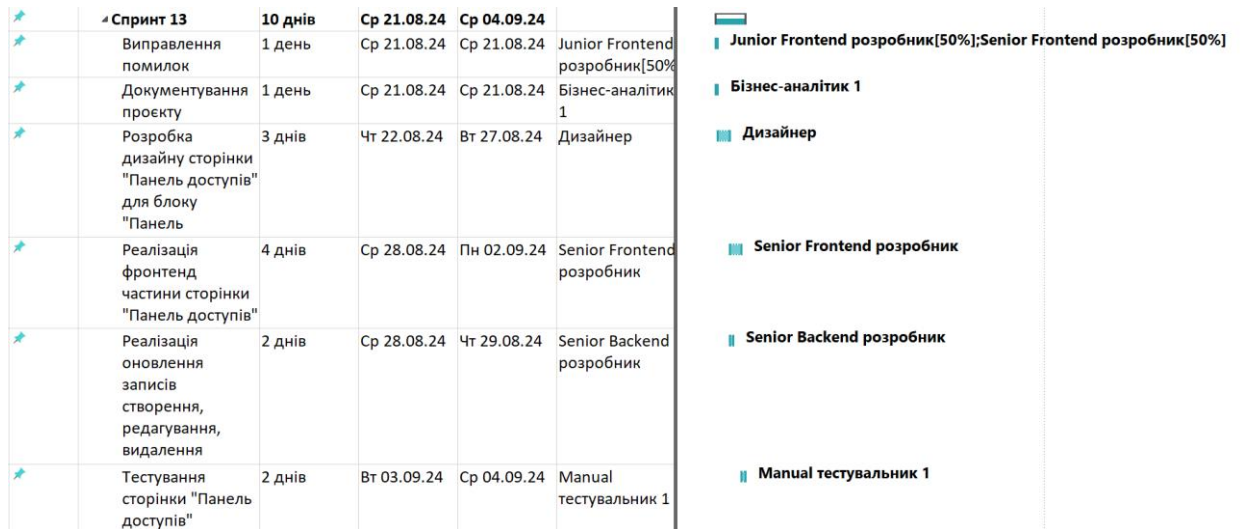 Спринт 13 10 днів Ср 21.08.24 Ср 04.09.24
Виправлення 1 день Ср 21.08.24 Ср 21.08.24 Junior Frontend Junior Frontend розробник[50%];Senior Frontend розробник[50%]
помилок розробник[50%
Документування 1 день Ср 21.08.24 Ср 21.08.24 Бізнес-аналітик Бізнес-аналітик 1
проєкту 1
Розробка 3 днів Чт 22.08.24 Вт 27.08.24 Дизайнер Дизайнер
дизайну сторінки
"Панель доступів"
для блоку
"Панель
Реалізація 4 днів Ср 28.08.24 Пн 02.09.24 Senior Frontend Senior Frontend розробник
фронтенд розробник
частини сторінки
"Панель доступів"
Реалізація 2 днів Ср 28.08.24 Чт 29.08.24 Senior Backend Senior Backend розробник
оновлення розробник
записів
створення,
редагування,
видалення
Тестування 2 днів Вт 03.09.24 Ср 04.09.24 Manual Manual тестувальник 1
сторінки "Панель тестувальник 1
доступів"